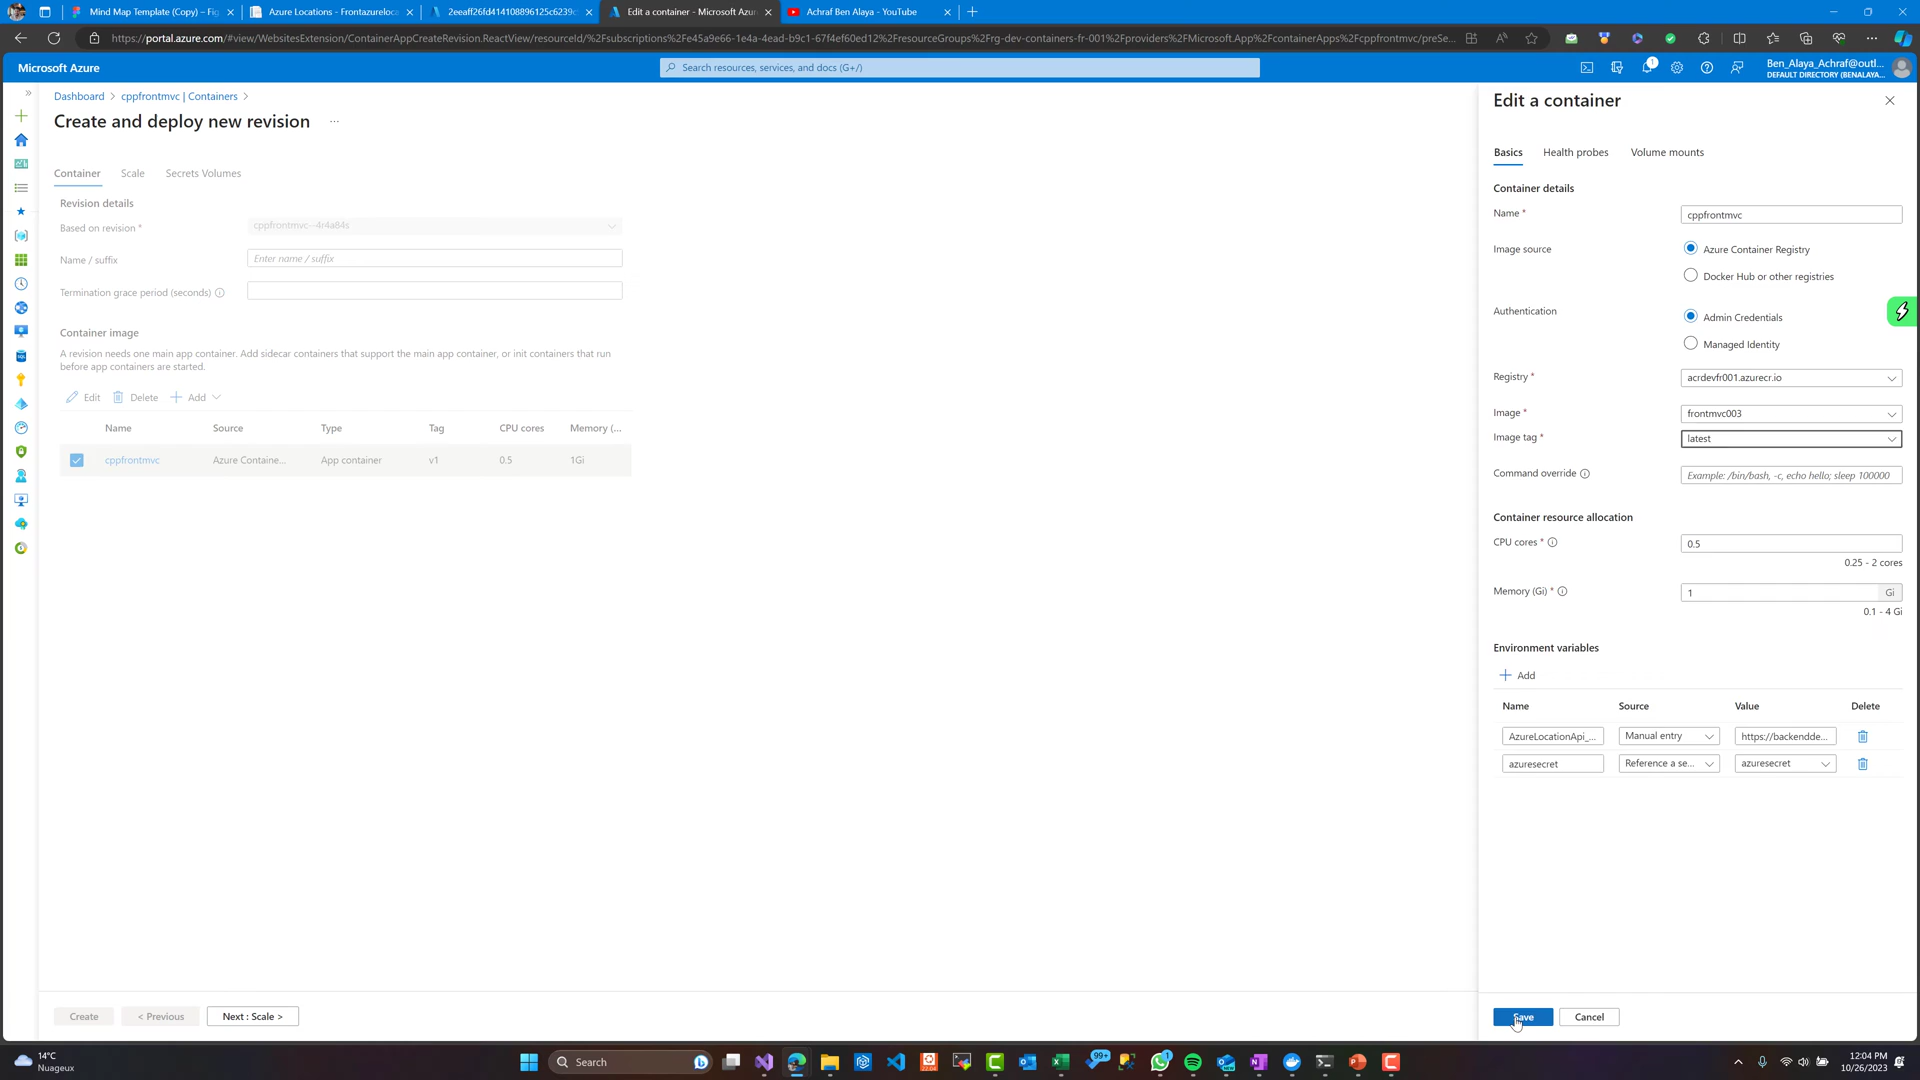 Mind Map Template (Copy) – Fig
Azure Locations - Frontazureloca
2eeaff26fd414108896125c6239c
Edit a container - Microsoft Azu
Achraf Ben Alaya - YouTube
https://portal.azure.com/#view/WebsitesExtension/ContainerAppCreateRevision.ReactView/resourceId/%2Fsubscriptions%2Fe45a9e66-1e4a-4ead-b9c1-67f4ef60ed12%2FresourceGroups%2Frg-dev-containers-fr-001%2Fproviders%2FMicrosoft.App%2FcontainerApps%2Fcppfrontmvc/preSe...
Microsoft Azure
Search resources, services, and docs (G+/)
1
Ben_Alaya_Achraf@outl...
DEFAULT DIRECTORY (BENALAYA...
Dashboard > cppfrontmvc | Containers >
Create and deploy new revision ...
Container Scale Secrets Volumes
Revision details
Based on revision * cppfrontmvc--4r4a84s
Name / suffix Enter name / suffix
Termination grace period (seconds)
Container image
A revision needs one main app container. Add sidecar containers that support the main app container, or init containers that run
before app containers are started.
Edit Delete Add
Name Source Type Tag CPU cores Memory (...
cppfrontmvc Azure Containe... App container v1 0.5 1Gi
Create < Previous Next : Scale >
Edit a container
Basics Health probes Volume mounts
Container details
Name * cppfrontmvc
Image source Azure Container Registry
Docker Hub or other registries
Authentication Admin Credentials
Managed Identity
Registry * acrdevfr001.azurecr.io
Image * frontmvc003
Image tag * latest
Command override Example: /bin/bash, -c, echo hello; sleep 100000
Container resource allocation
CPU cores * 0.5
0.25 - 2 cores
Memory (Gi) * 1 Gi
0.1 - 4 Gi
Environment variables
Add
Name Source Value Delete
AzureLocationApi_... Manual entry https://backendde...
azuresecret Reference a se... azuresecret
Save Cancel
14°C
Nuageux
Search
99+
1
12:04 PM
10/26/2023